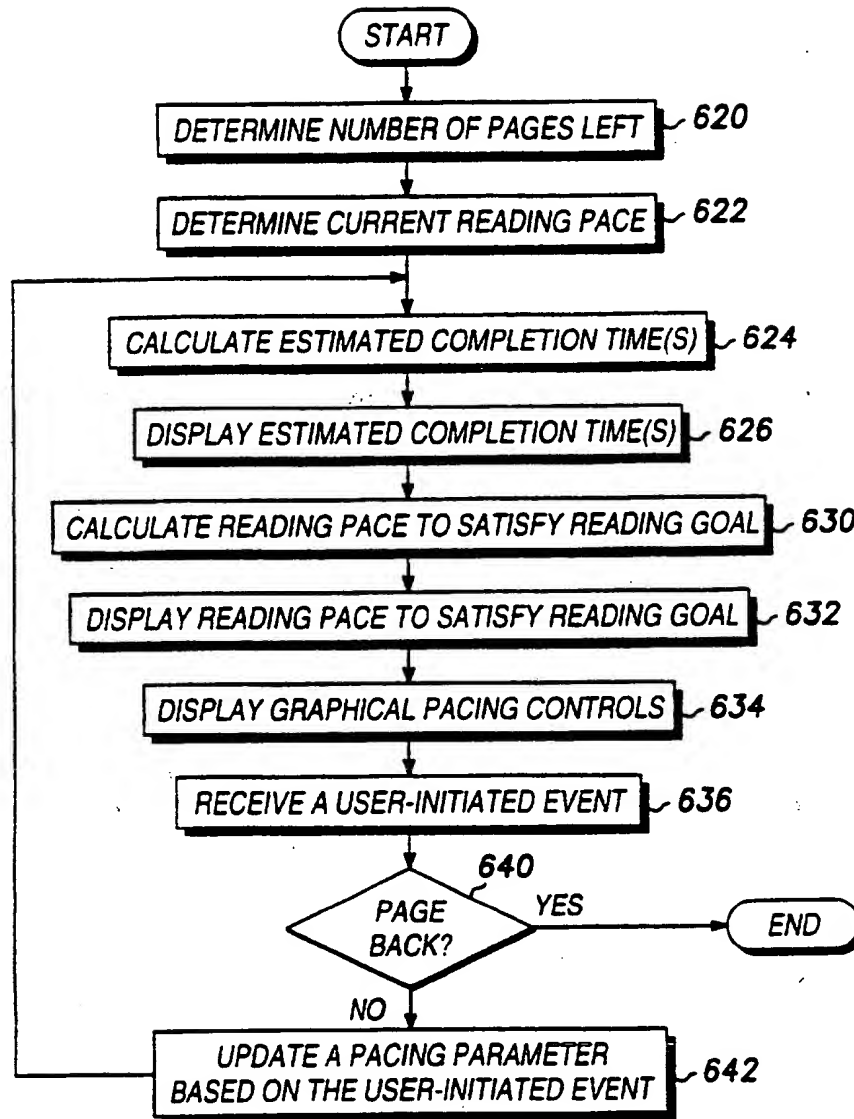 START
DETERMINE NUMBER OF PAGES LEFT 620
DETERMINE CURRENT READING PACE 622
CALCULATE ESTIMATED COMPLETION TIME(S) 624
DISPLAY ESTIMATED COMPLETION TIME(S) 626
CALCULATE READING PACE TO SATISFY READING GOAL 630
DISPLAY READING PACE TO SATISFY READING GOAL 632
DISPLAY GRAPHICAL PACING CONTROLS 634
RECEIVE A USER-INITIATED EVENT 636
640
PAGE
BACK?
YES
END
NO
UPDATE A PACING PARAMETER
BASED ON THE USER-INITIATED EVENT 642